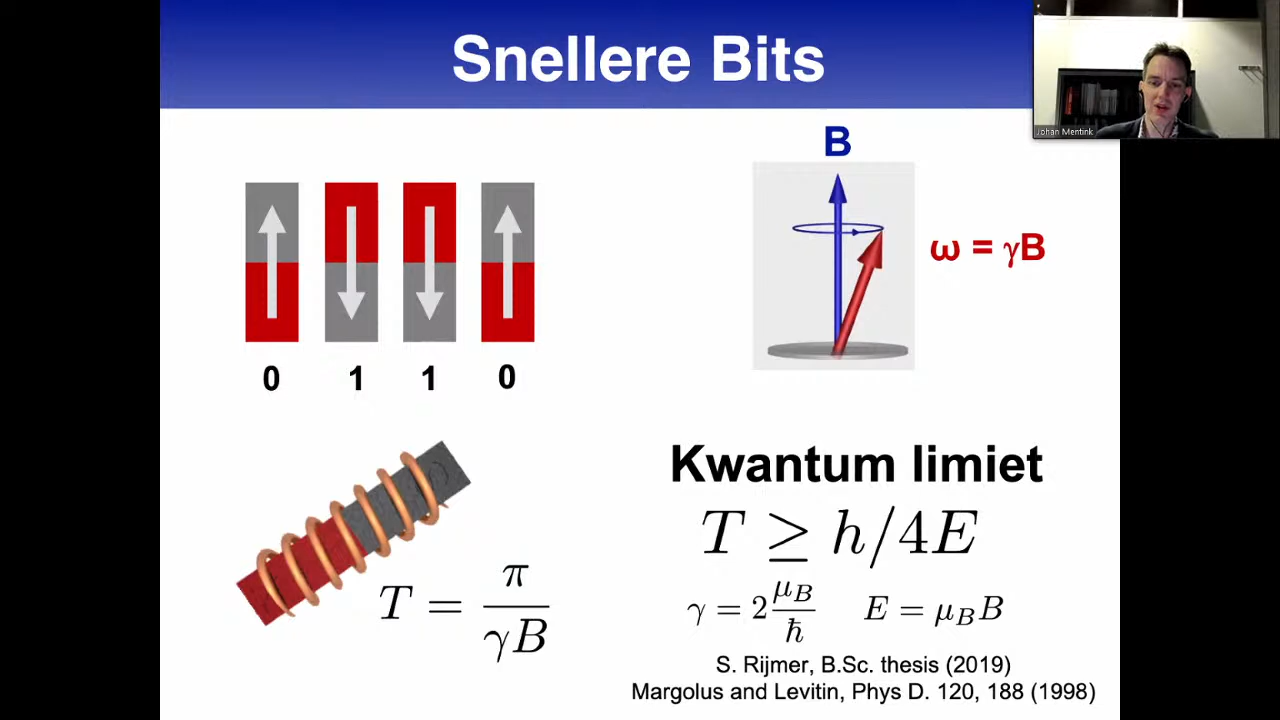 Snellere Bits
Johan Mentink
B
ω = γB
0 1 1 0
T = π / γB
Kwantum limiet
T ≥ h/4E
γ = 2 μ_B / ħ E = μ_B B
S. Rijmer, B.Sc. thesis (2019)
Margolus and Levitin, Phys D. 120, 188 (1998)